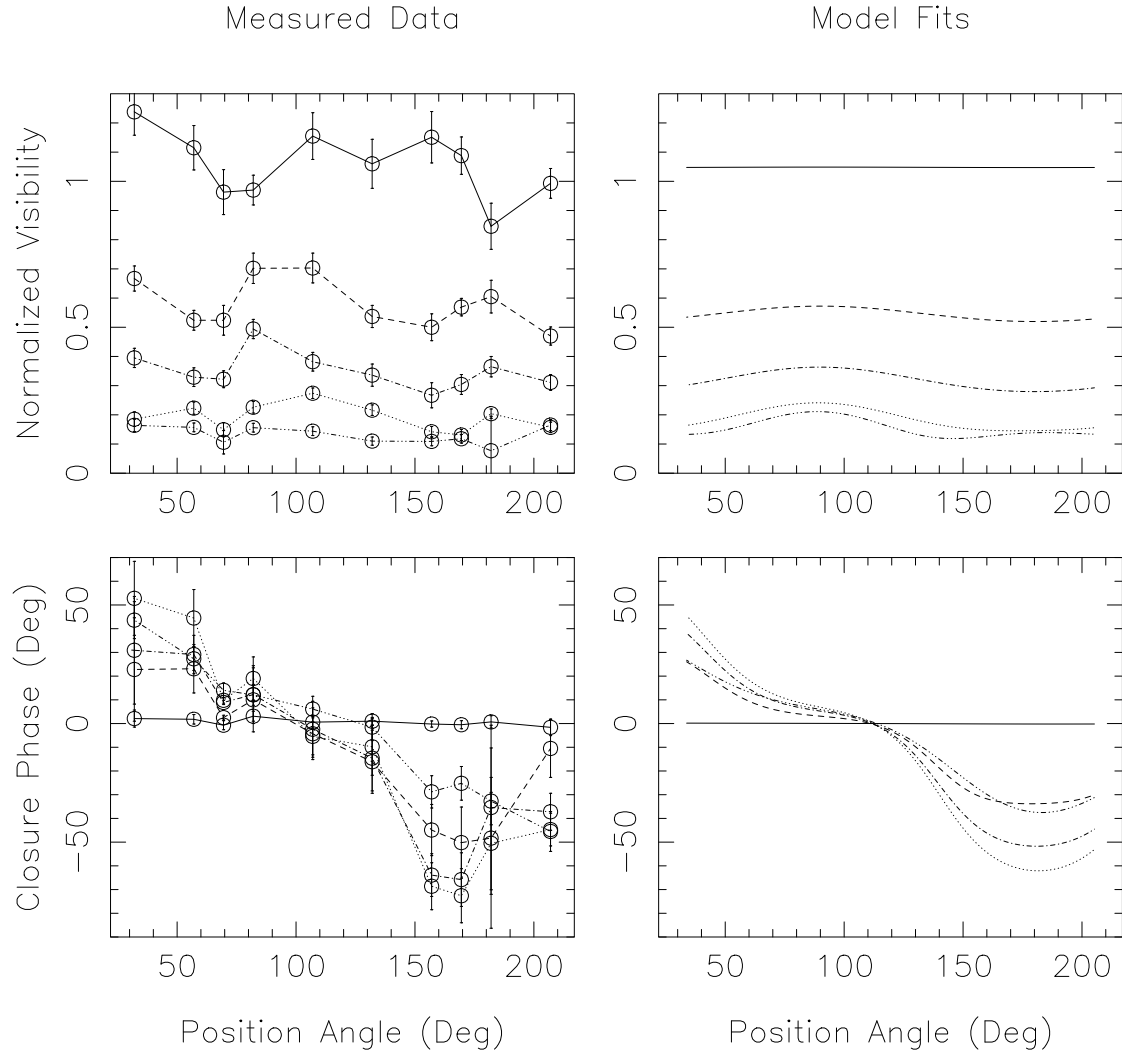 Measured Data
Model Fits
Normalized Visibility
1
0.5
0
50 100 150 200
1
0.5
0
50 100 150 200
Closure Phase (Deg)
50
0
−50
50 100 150 200
Position Angle (Deg)
50
0
−50
50 100 150 200
Position Angle (Deg)